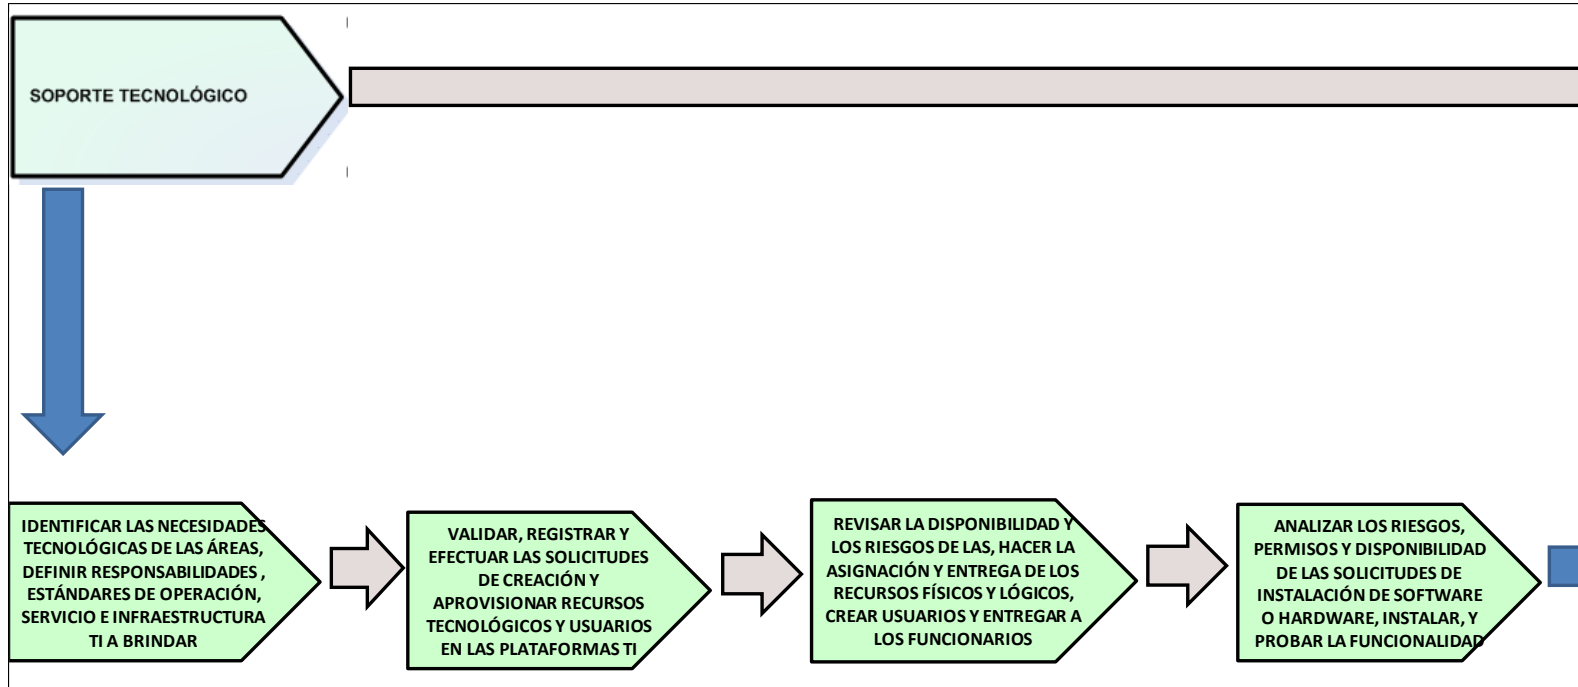 SOPORTE TECNOLÓGICO
IDENTIFICAR LAS NECESIDADES
TECNOLÓGICAS DE LAS ÁREAS,
DEFINIR RESPONSABILIDADES ,
ESTÁNDARES DE OPERACIÓN,
SERVICIO E INFRAESTRUCTURA
TI A BRINDAR
VALIDAR, REGISTRAR Y
EFECTUAR LAS SOLICITUDES
DE CREACIÓN Y
APROVISIONAR RECURSOS
TECNOLÓGICOS Y USUARIOS
EN LAS PLATAFORMAS TI
REVISAR LA DISPONIBILIDAD Y
LOS RIESGOS DE LAS, HACER LA
ASIGNACIÓN Y ENTREGA DE LOS
RECURSOS FÍSICOS Y LÓGICOS,
CREAR USUARIOS Y ENTREGAR A
LOS FUNCIONARIOS
ANALIZAR LOS RIESGOS,
PERMISOS Y DISPONIBILIDAD
DE LAS SOLICITUDES DE
INSTALACIÓN DE SOFTWARE
O HARDWARE, INSTALAR, Y
PROBAR LA FUNCIONALIDAD